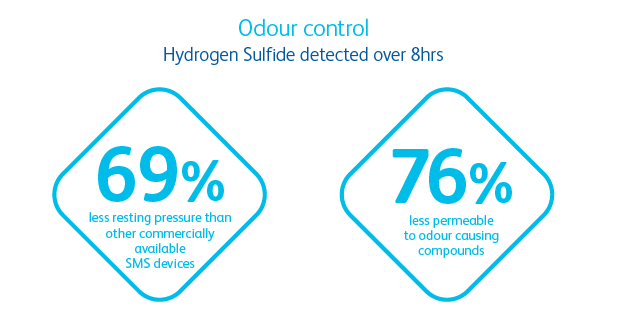 Odour control
Hydrogen Sulfide detected over 8hrs
69%
less resting pressure than
other commercially
available
SMS devices
76%
less permeable
to odour causing
compounds